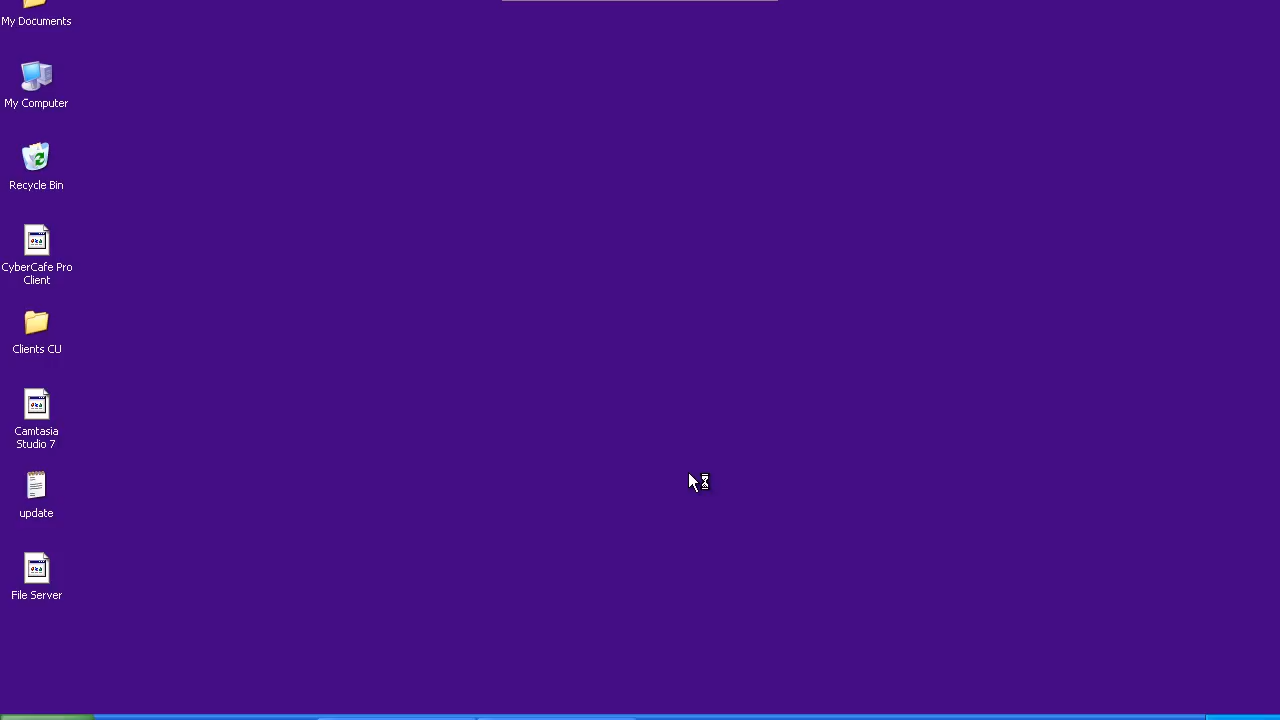 My Documents
My Computer
Recycle Bin
CyberCafe Pro
Client
Clients CU
Camtasia
Studio 7
update
File Server